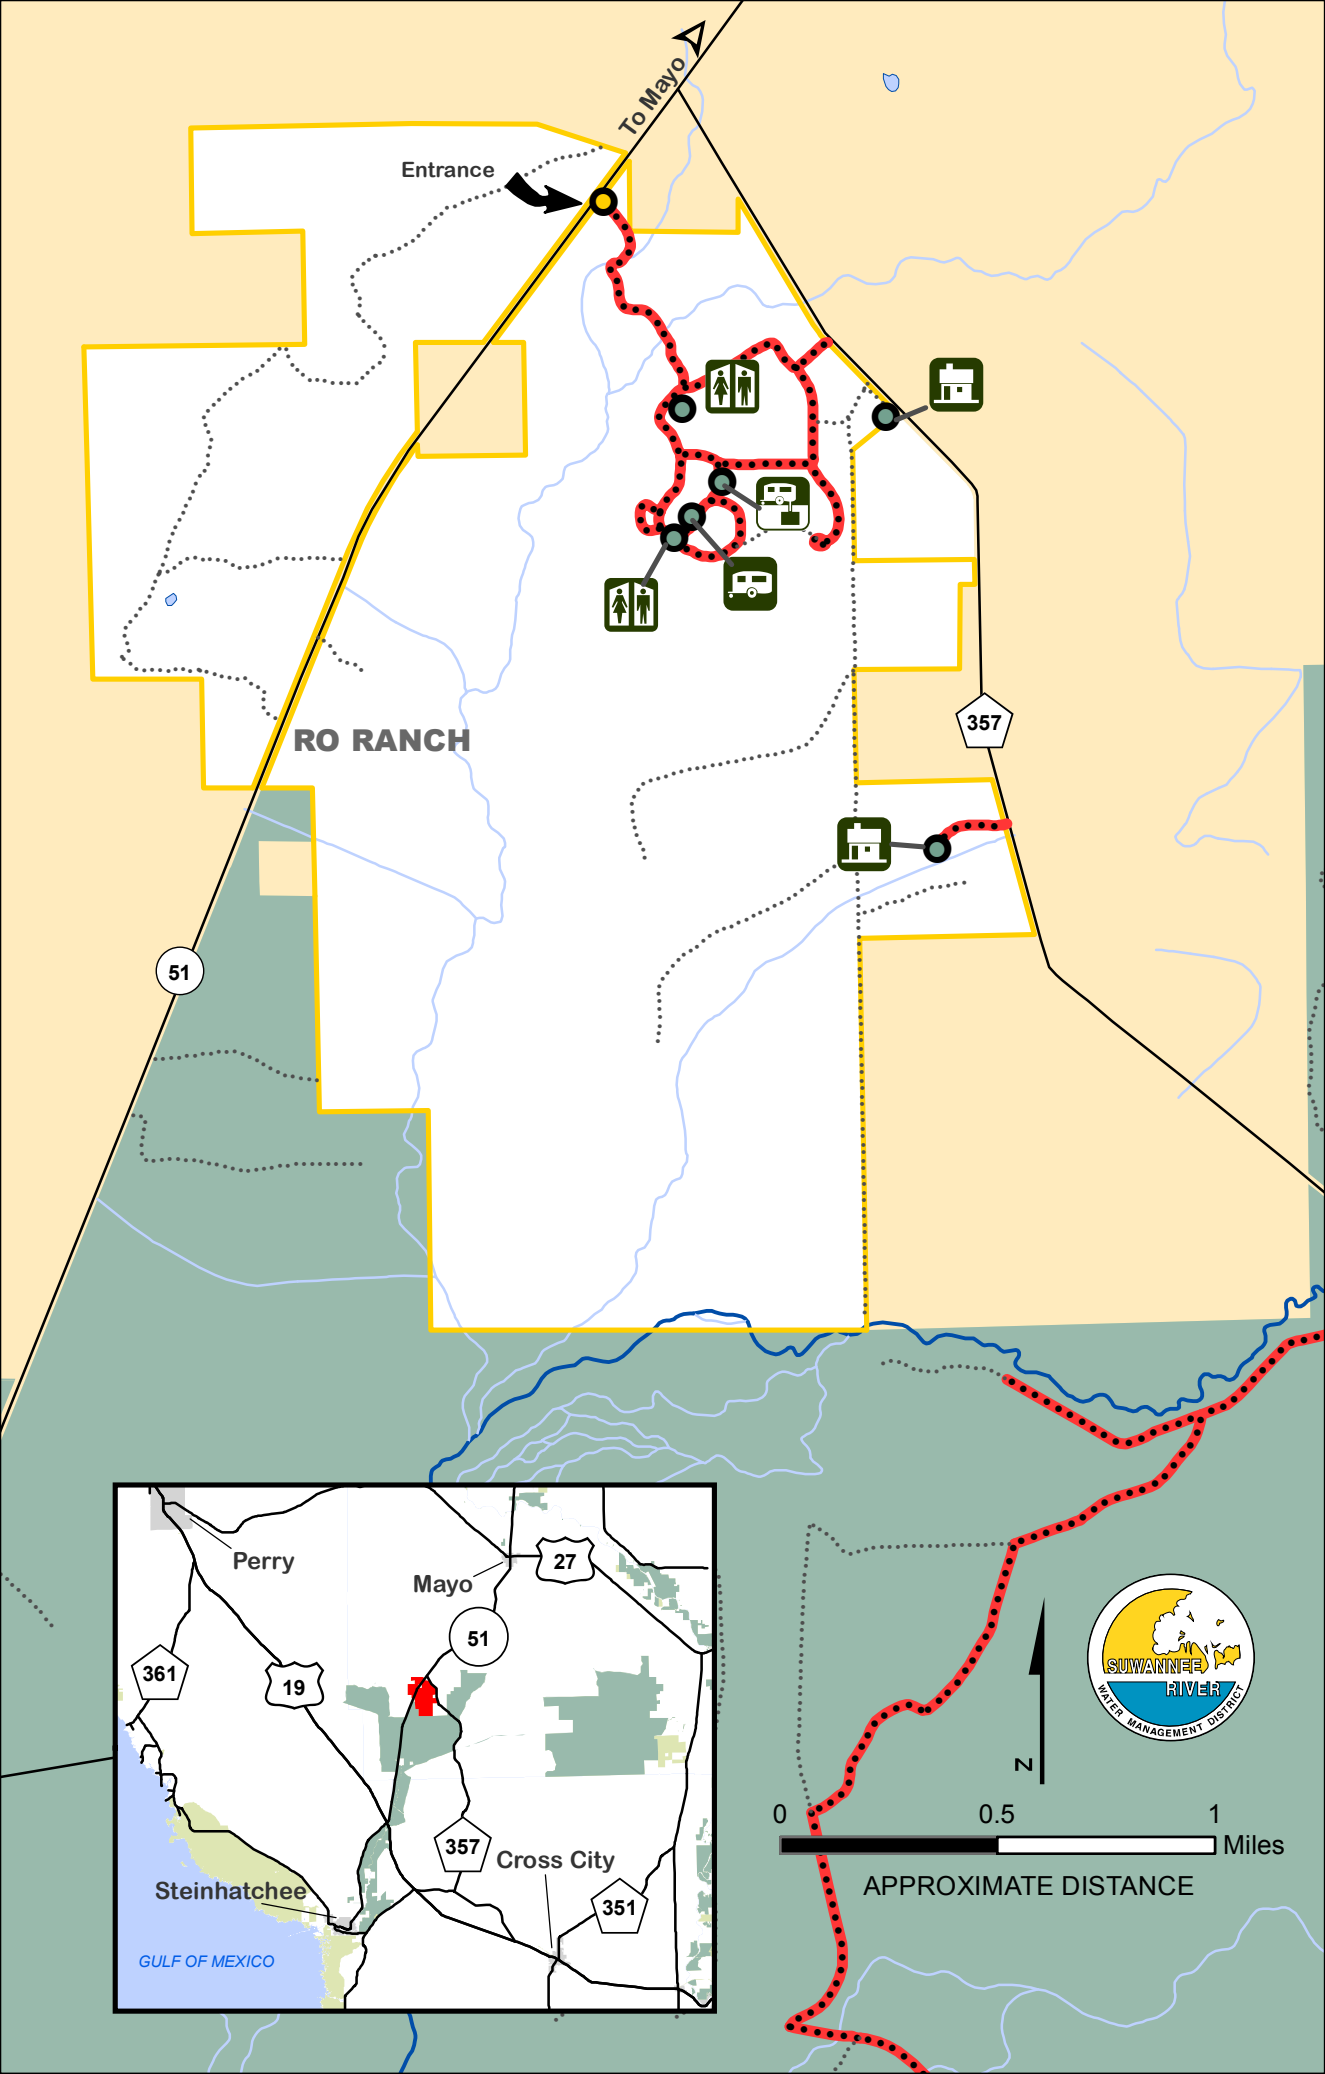 To Mayo
Entrance
RO RANCH
357
51
Perry
Mayo
27
51
361
19
357
Cross City
351
Steinhatchee
GULF OF MEXICO
SUWANNEE
RIVER
WATER MANAGEMENT DISTRICT
N
0 0.5 1
Miles
APPROXIMATE DISTANCE